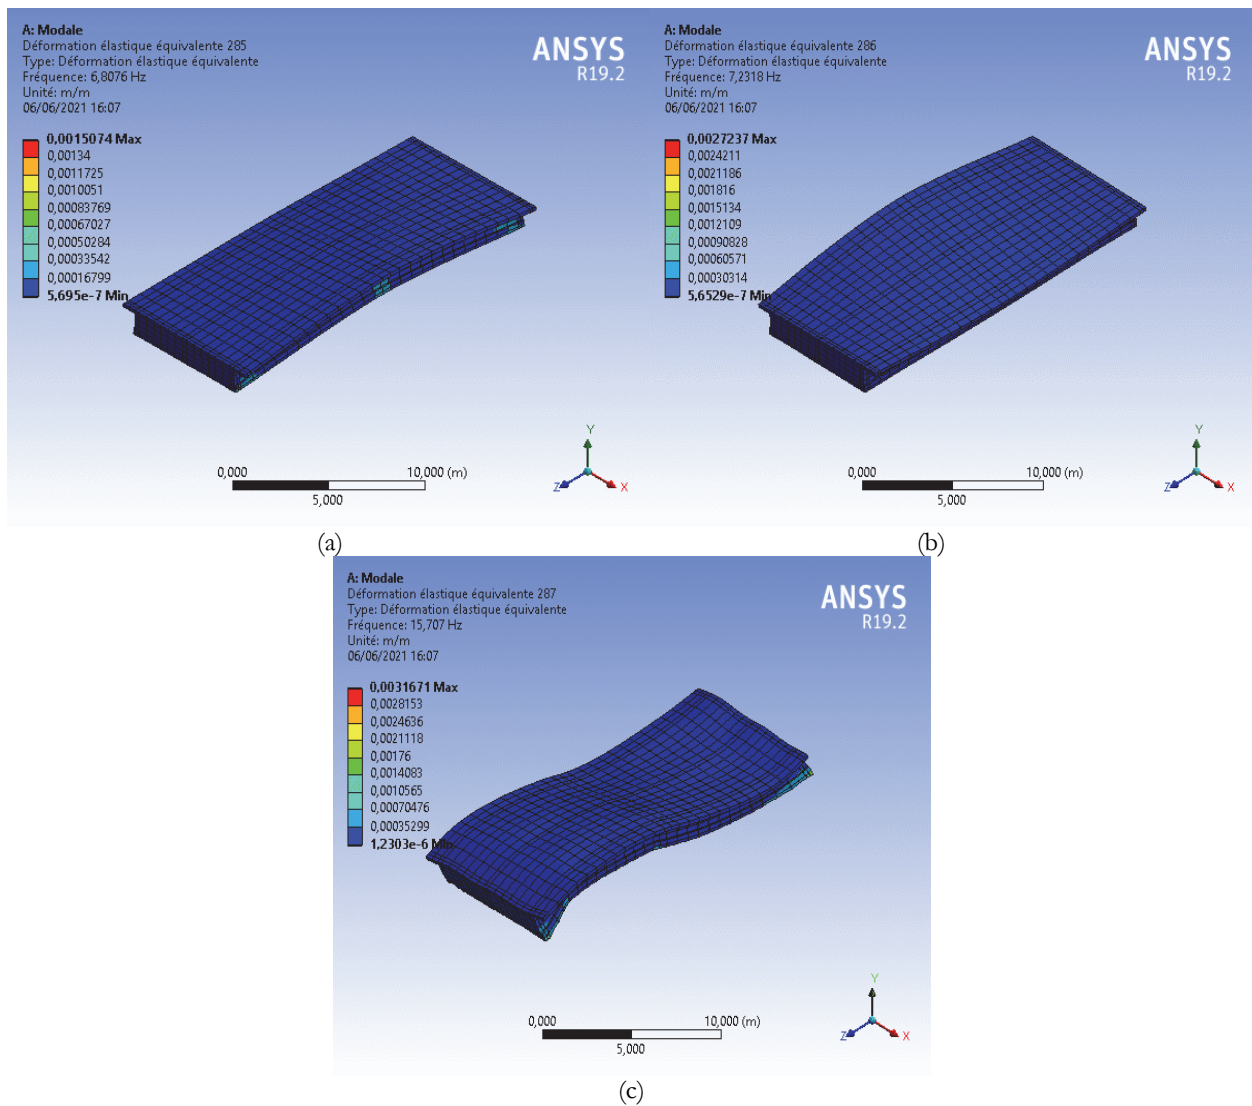 A: Modale
Déformation élastique équivalente 285
Type: Déformation élastique équivalente
Fréquence: 6,8076 Hz
Unité: m/m
06/06/2021 16:07
ANSYS
R19.2
0,0015074 Max
0,00134
0,0011725
0,0010051
0,00083769
0,00067027
0,00050284
0,00033542
0,00016799
5,695e-7 Min
0,000
10,000 (m)
5,000
Y
Z
X
(a)
A: Modale
Déformation élastique équivalente 286
Type: Déformation élastique équivalente
Fréquence: 7,2318 Hz
Unité: m/m
06/06/2021 16:07
ANSYS
R19.2
0,0027237 Max
0,0024211
0,0021186
0,001816
0,0015134
0,0012109
0,00090828
0,00060571
0,00030314
5,6529e-7 Min
0,000
10,000 (m)
5,000
Y
Z
X
(b)
A: Modale
Déformation élastique équivalente 287
Type: Déformation élastique équivalente
Fréquence: 15,707 Hz
Unité: m/m
06/06/2021 16:07
ANSYS
R19.2
0,0031671 Max
0,0028153
0,0024636
0,0021118
0,00176
0,0014083
0,0010565
0,00070476
0,00035299
1,2303e-6 Min
0,000
10,000 (m)
5,000
Y
Z
X
(c)